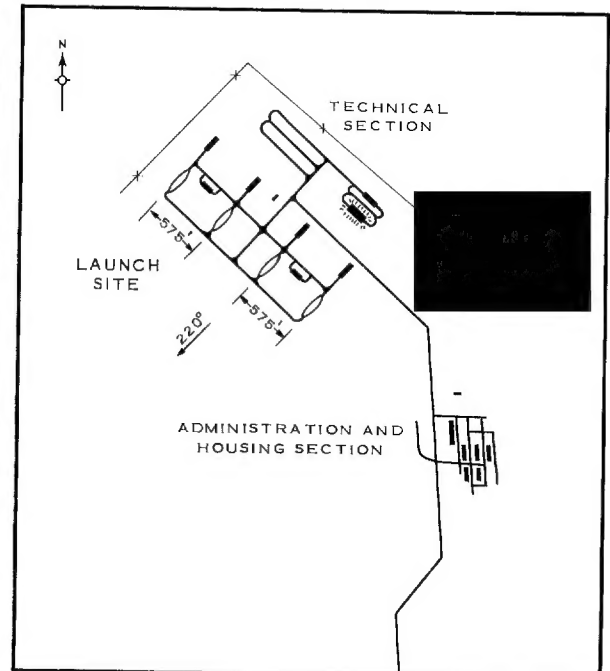 N
TECHNICAL
SECTION
575'
LAUNCH
SITE
575'
220°
ADMINISTRATION AND
HOUSING SECTION